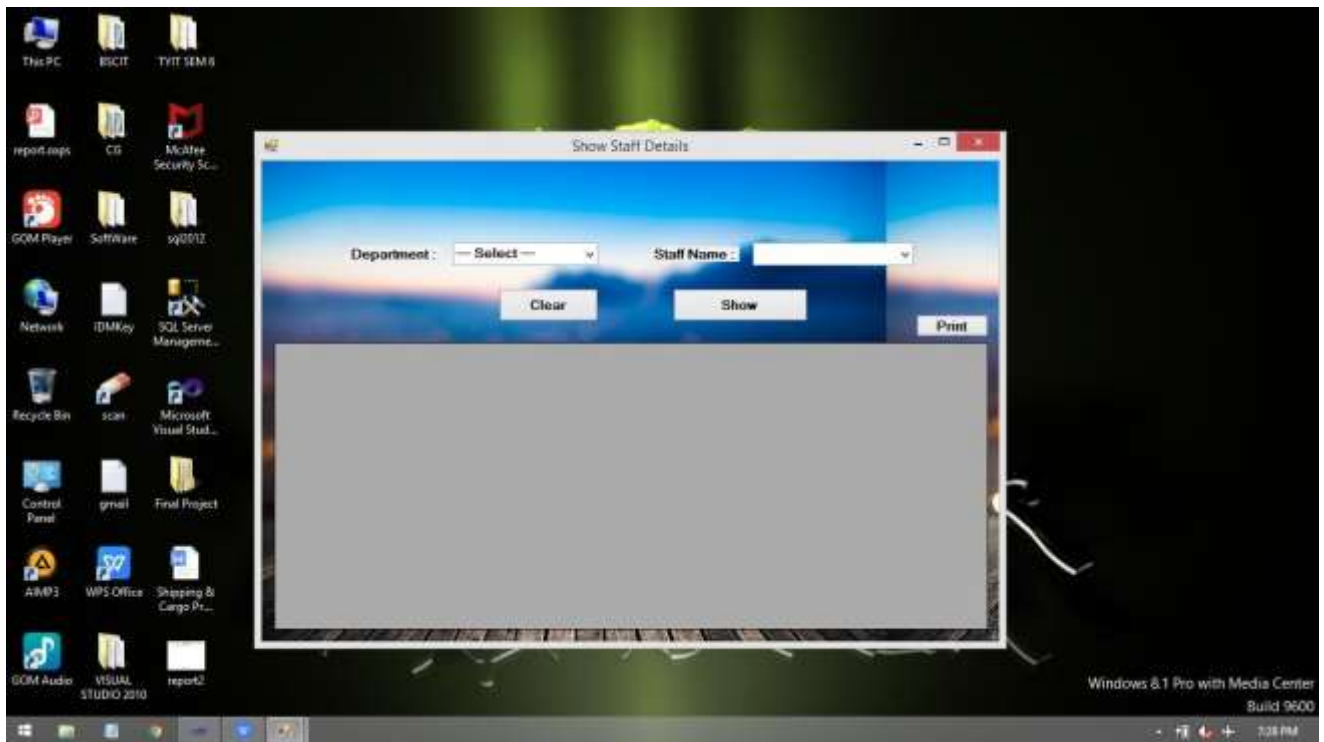 This PC
BSCIT
TYIT SEM 6
report.oops
CG
McAfee
Security Sc...
GOM Player
SoftWare
sql2012
Network
IDMKey
SQL Server
Manageme...
Recycle Bin
scan
Microsoft
Visual Stud...
Control
Panel
gmail
Final Project
AIMP3
WPS Office
Shipping &
Cargo Pr...
GOM Audio
VISUAL
STUDIO 2010
report2
Show Staff Details
Department :
--- Select ---
Staff Name :
Clear
Show
Print
Windows 8.1 Pro with Media Center
Build 9600
7:28 PM